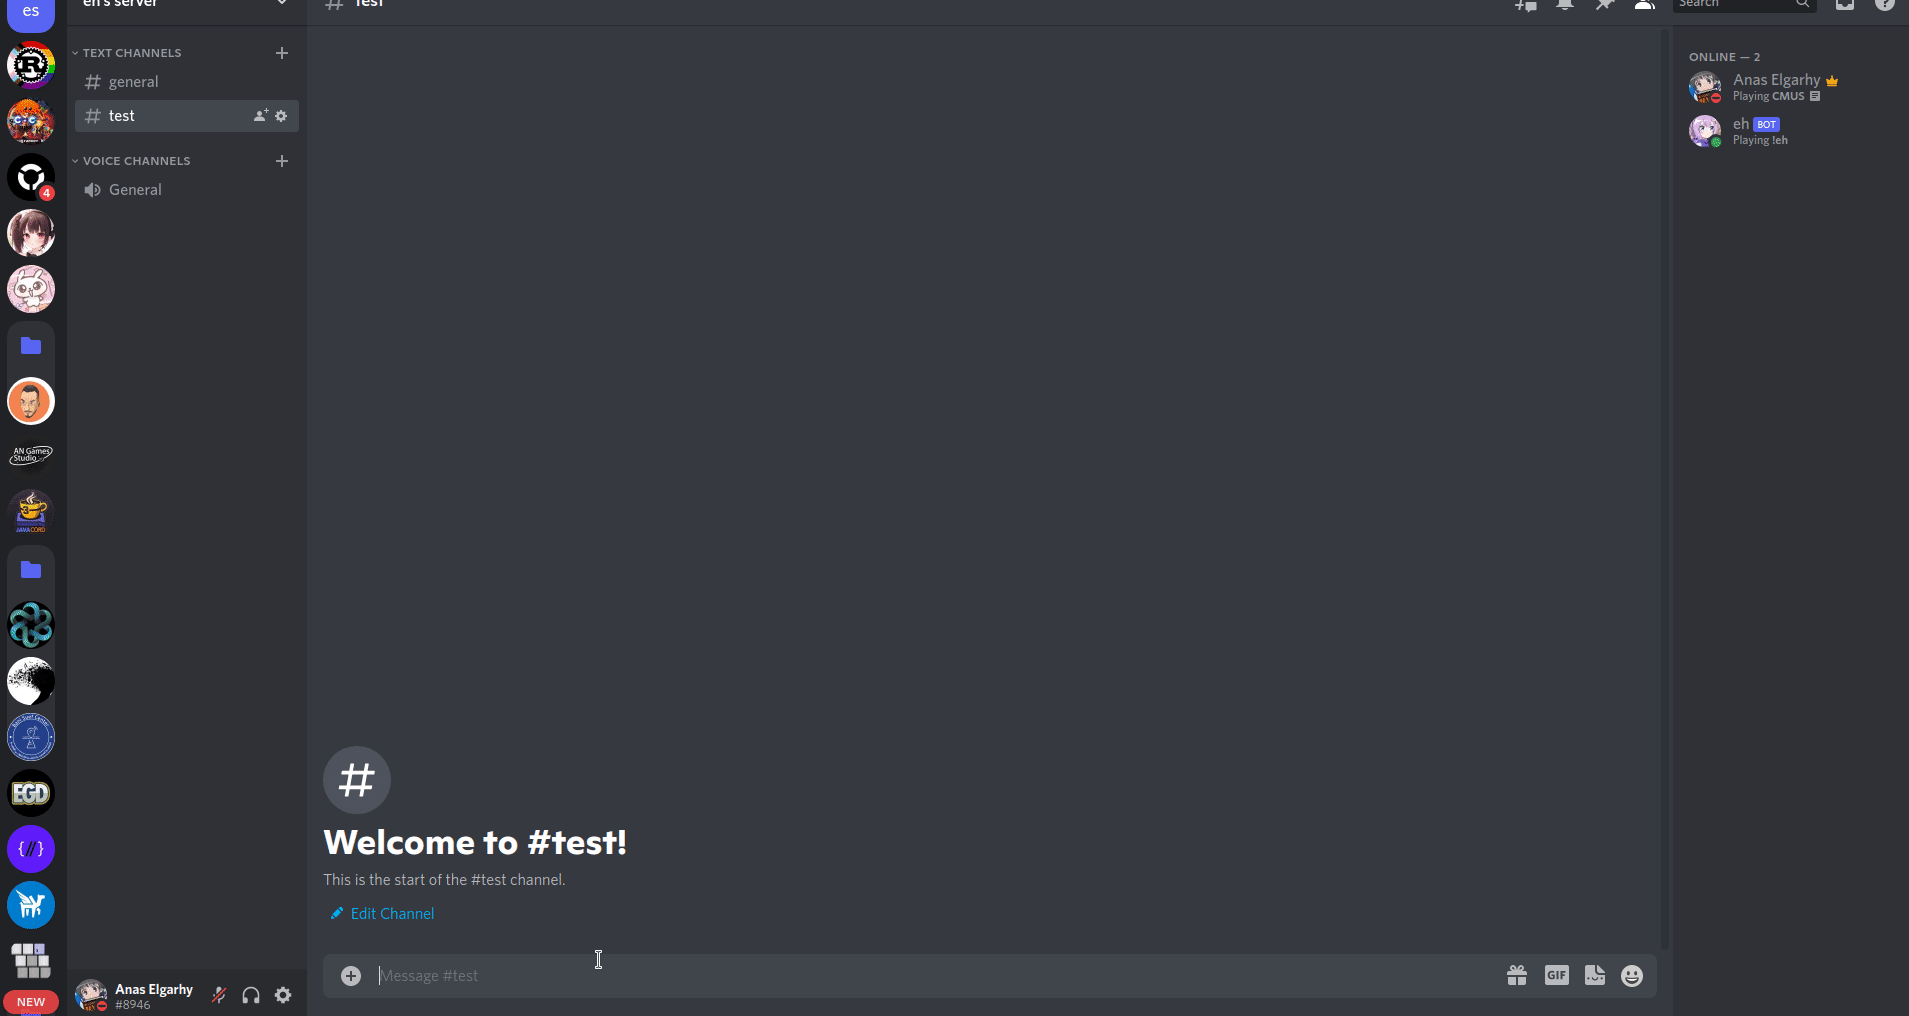 es
eh's server
test
Search
TEXT CHANNELS
general
test
VOICE CHANNELS
General
4
AN Games
Studio
JAVACORD
EGD
{//}
NEW
ONLINE — 2
Anas Elgarhy
Playing CMUS
eh BOT
Playing !eh
Welcome to #test!
This is the start of the #test channel.
Edit Channel
Message #test
GIF
Anas Elgarhy
#8946